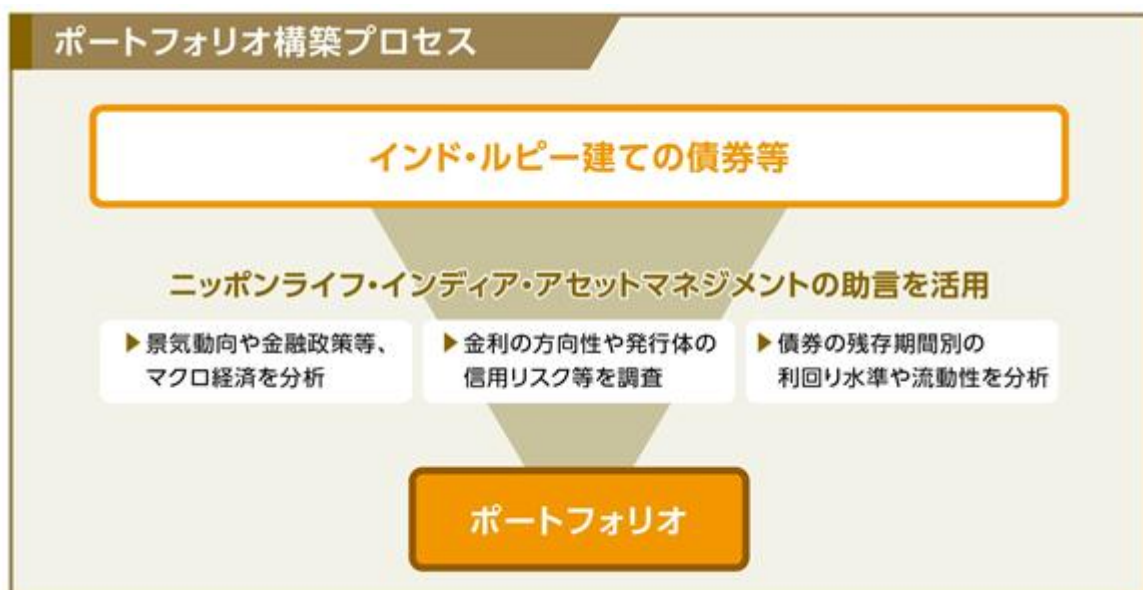 ポートフォリオ構築プロセス
インド・ルピー建ての債券等
ニッポンライフ・インディア・アセットマネジメントの助言を活用
▶景気動向や金融政策等、
マクロ経済を分析
▶金利の方向性や発行体の
信用リスク等を調査
▶債券の残存期間別の
利回り水準や流動性を分析
ポートフォリオ